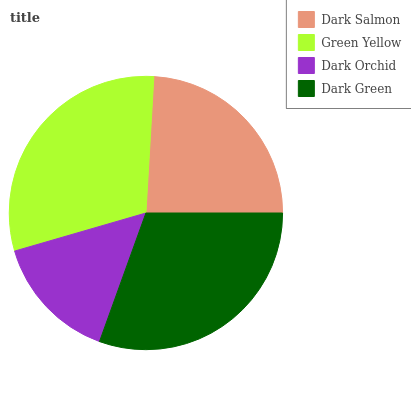 title
Dark Salmon
Green Yellow
Dark Orchid
Dark Green